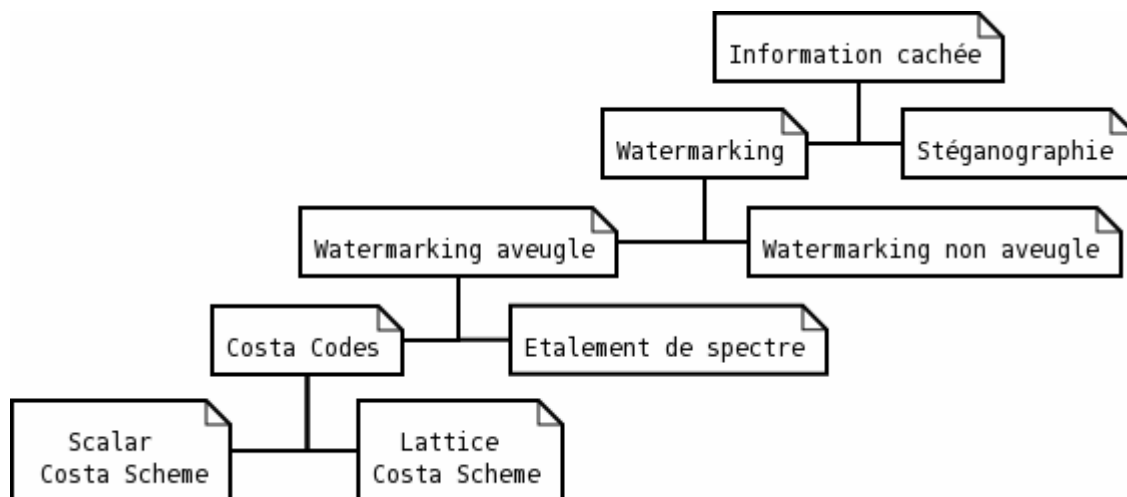 Information cachée
Watermarking
Stéganographie
Watermarking aveugle
Watermarking non aveugle
Costa Codes
Etalement de spectre
Scalar
Costa Scheme
Lattice
Costa Scheme